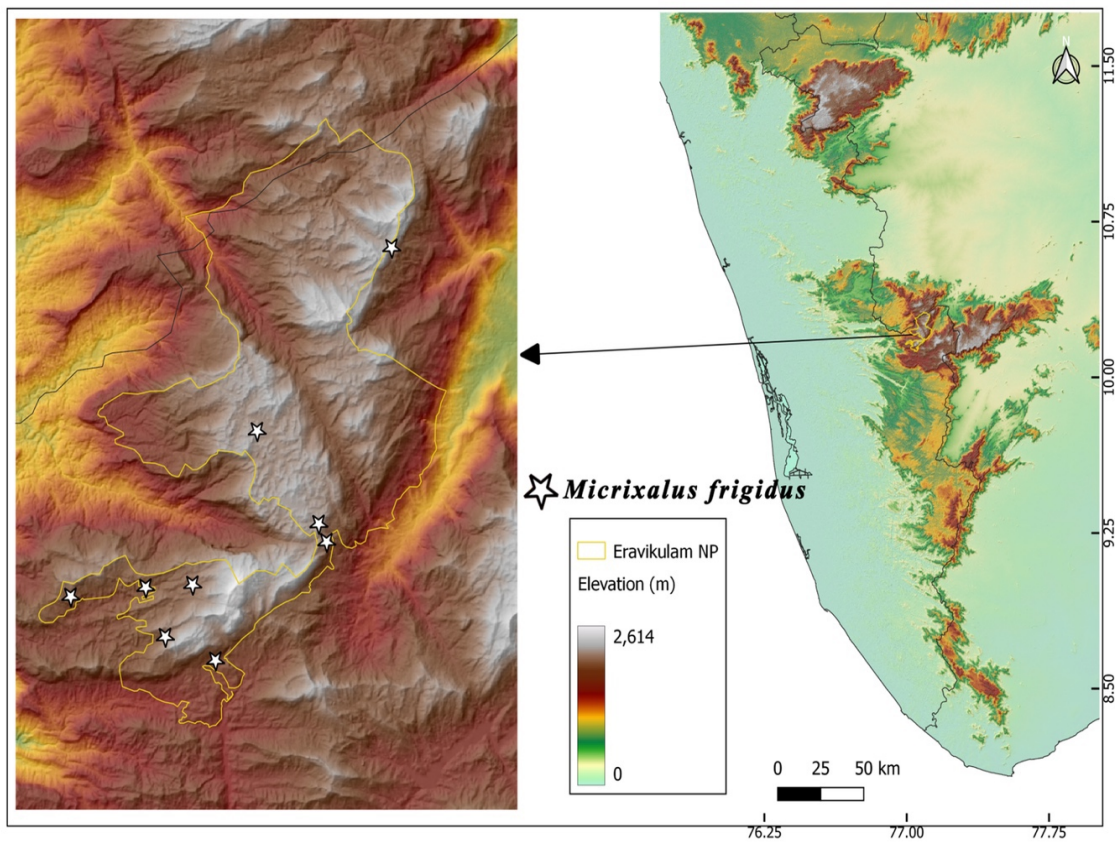 N
11.50
10.75
10.00
9.25
8.50
Micrixalus frigidus
Eravikulam NP
Elevation (m)
2,614
0
0 25 50 km
76.25 77.00 77.75